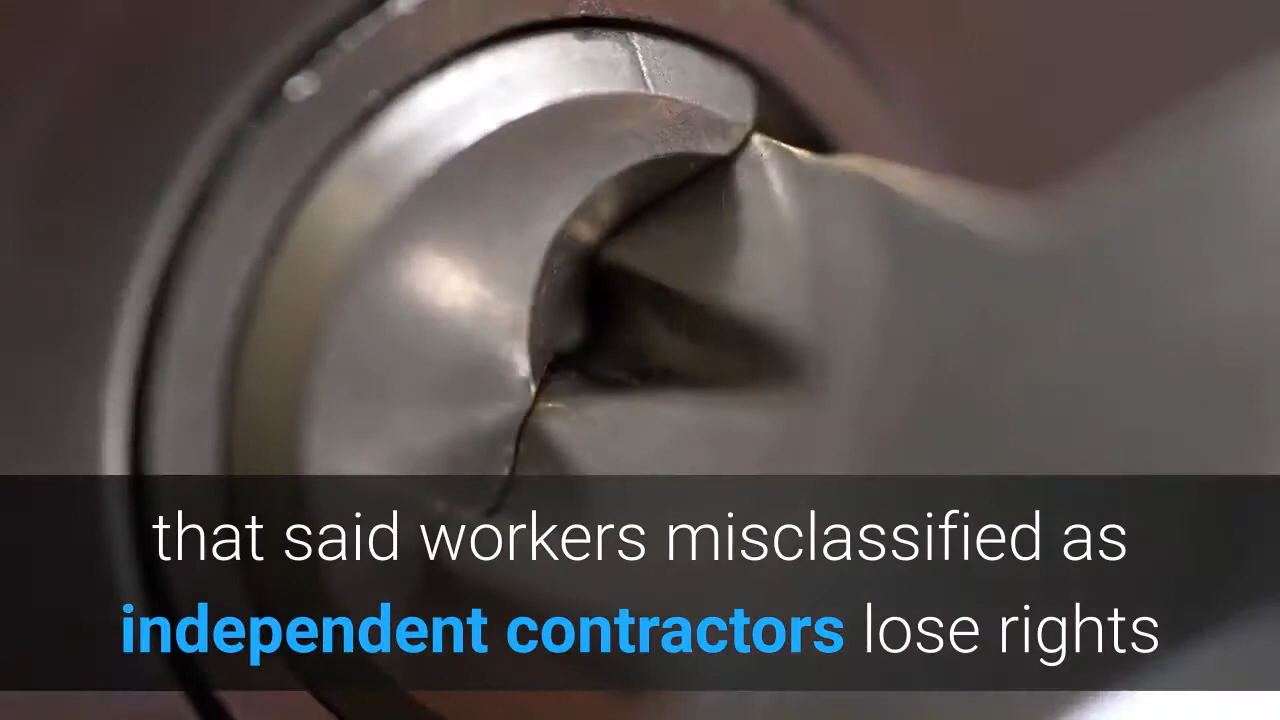 that said workers misclassified as
independent contractors lose rights